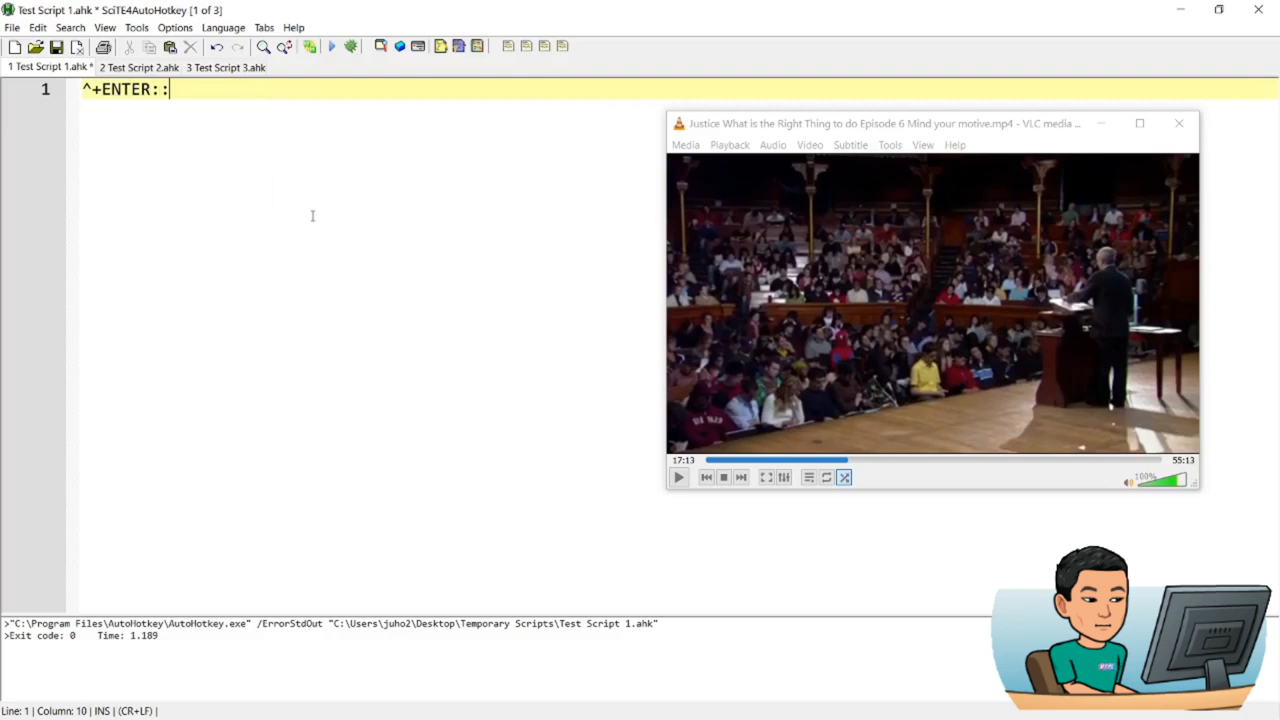 Test Script 1.ahk * SciTE4AutoHotkey [1 of 3]
File Edit Search View Tools Options Language Tabs Help
1 Test Script 1.ahk * 2 Test Script 2.ahk 3 Test Script 3.ahk
1 ^+ENTER::
Justice What is the Right Thing to do Episode 6 Mind your motive.mp4 - VLC media ...
Media Playback Audio Video Subtitle Tools View Help
17:13 55:13
100%
>"C:\Program Files\AutoHotkey\AutoHotkey.exe" /ErrorStdOut "C:\Users\juho2\Desktop\Temporary Scripts\Test Script 1.ahk"
>Exit code: 0 Time: 1.189
Line: 1 | Column: 10 | INS | (CR+LF) |